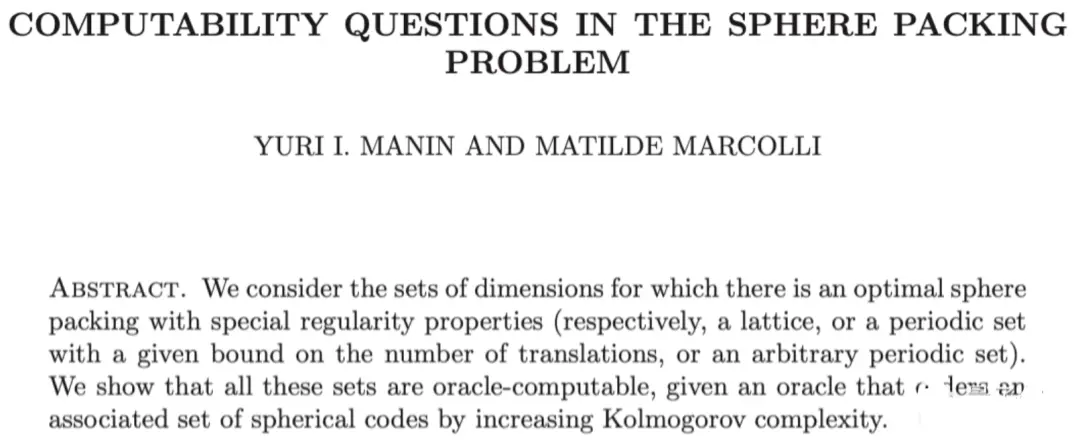 COMPUTABILITY QUESTIONS IN THE SPHERE PACKING
PROBLEM
YURI I. MANIN AND MATILDE MARCOLLI
ABSTRACT. We consider the sets of dimensions for which there is an optimal sphere
packing with special regularity properties (respectively, a lattice, or a periodic set
with a given bound on the number of translations, or an arbitrary periodic set).
We show that all these sets are oracle-computable, given an oracle that
associated set of spherical codes by increasing Kolmogorov complexity.